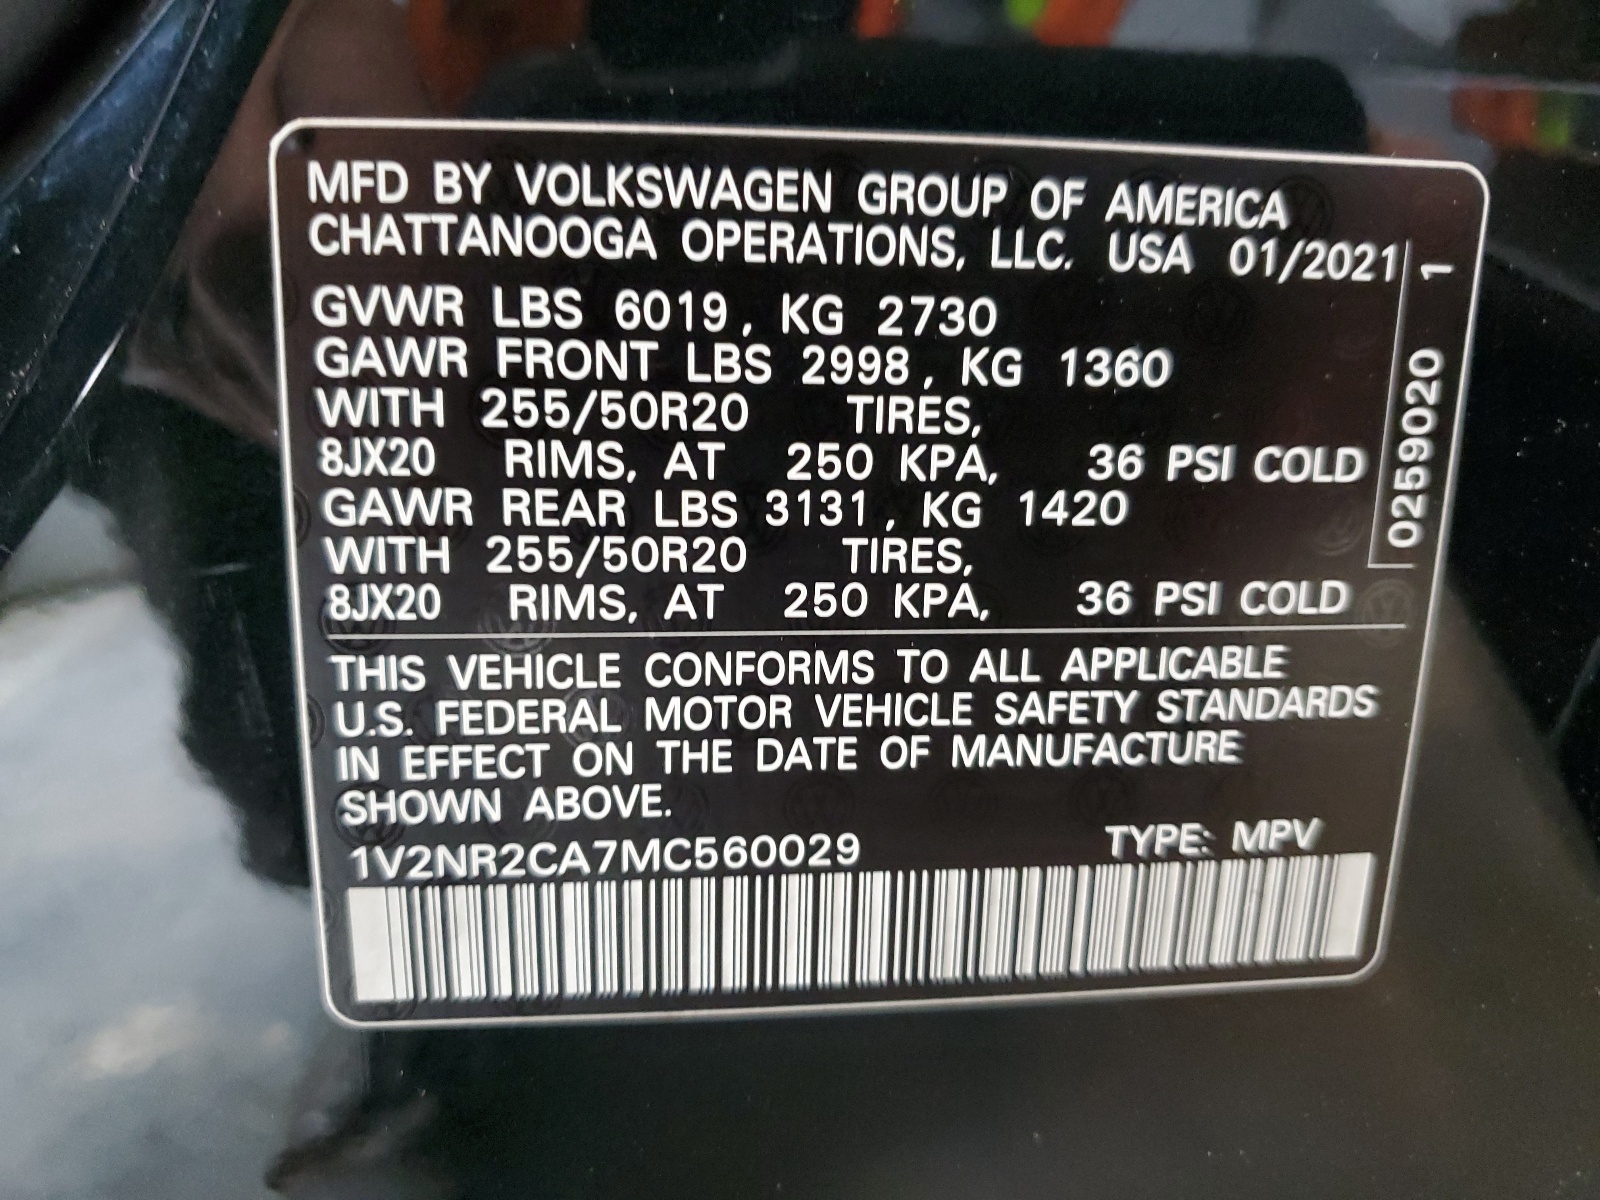 MFD BY VOLKSWAGEN GROUP OF AMERICA
CHATTANOOGA OPERATIONS, LLC. USA 01/2021
GVWR LBS 6019, KG 2730
GAWR FRONT LBS 2998, KG 1360
WITH 255/50R20 TIRES,
8JX20 RIMS, AT 250 KPA, 36 PSI COLD
GAWR REAR LBS 3131, KG 1420
WITH 255/50R20 TIRES,
8JX20 RIMS, AT 250 KPA, 36 PSI COLD
0259020 1
THIS VEHICLE CONFORMS TO ALL APPLICABLE
U.S. FEDERAL MOTOR VEHICLE SAFETY STANDARDS
IN EFFECT ON THE DATE OF MANUFACTURE
SHOWN ABOVE.
1V2NR2CA7MC560029 TYPE: MPV